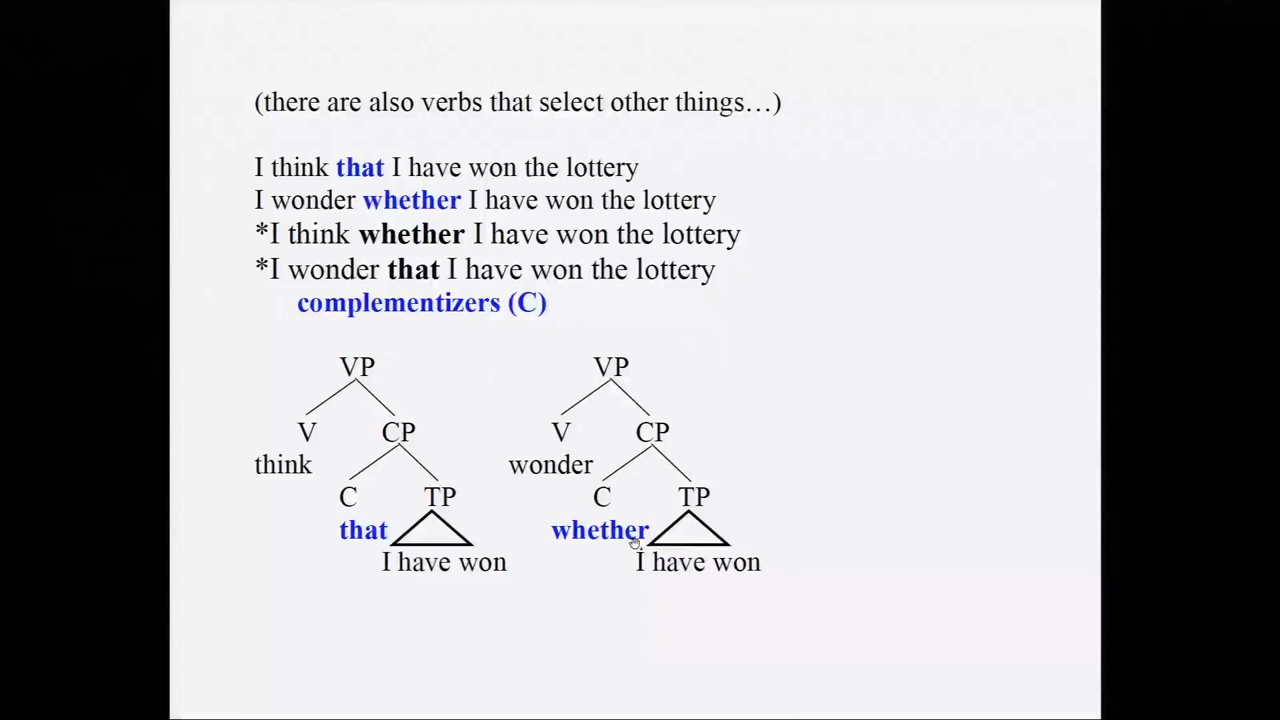 (there are also verbs that select other things…)
I think that I have won the lottery
I wonder whether I have won the lottery
*I think whether I have won the lottery
*I wonder that I have won the lottery
complementizers (C)
VP VP
V CP V CP
think wonder
C TP C TP
that whether
I have won I have won